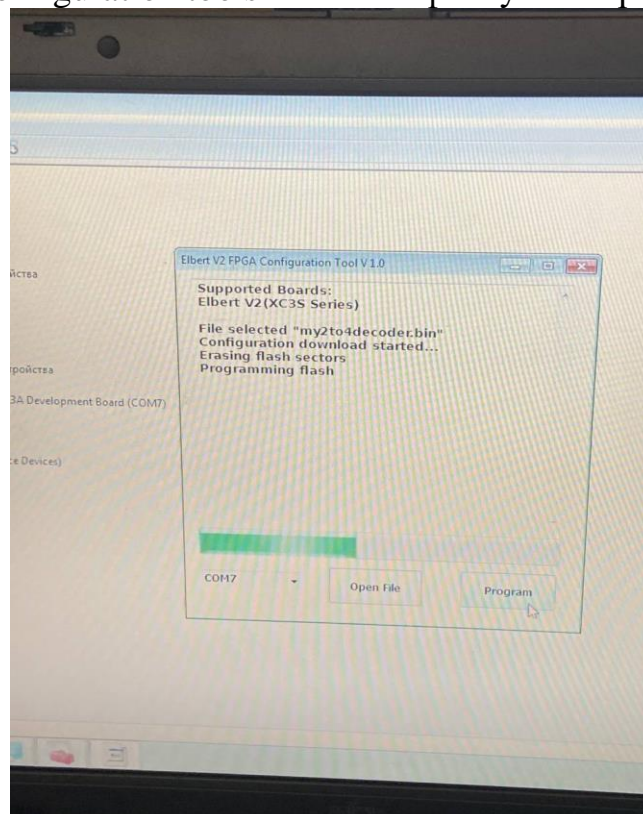 S
йства
ройства
3A Development Board (COM7)
e Devices)
Elbert V2 FPGA Configuration Tool V 1.0
Supported Boards:
Elbert V2(XC3S Series)
File selected "my2to4decoder.bin"
Configuration download started...
Erasing flash sectors
Programming flash
COM7
Open File
Program